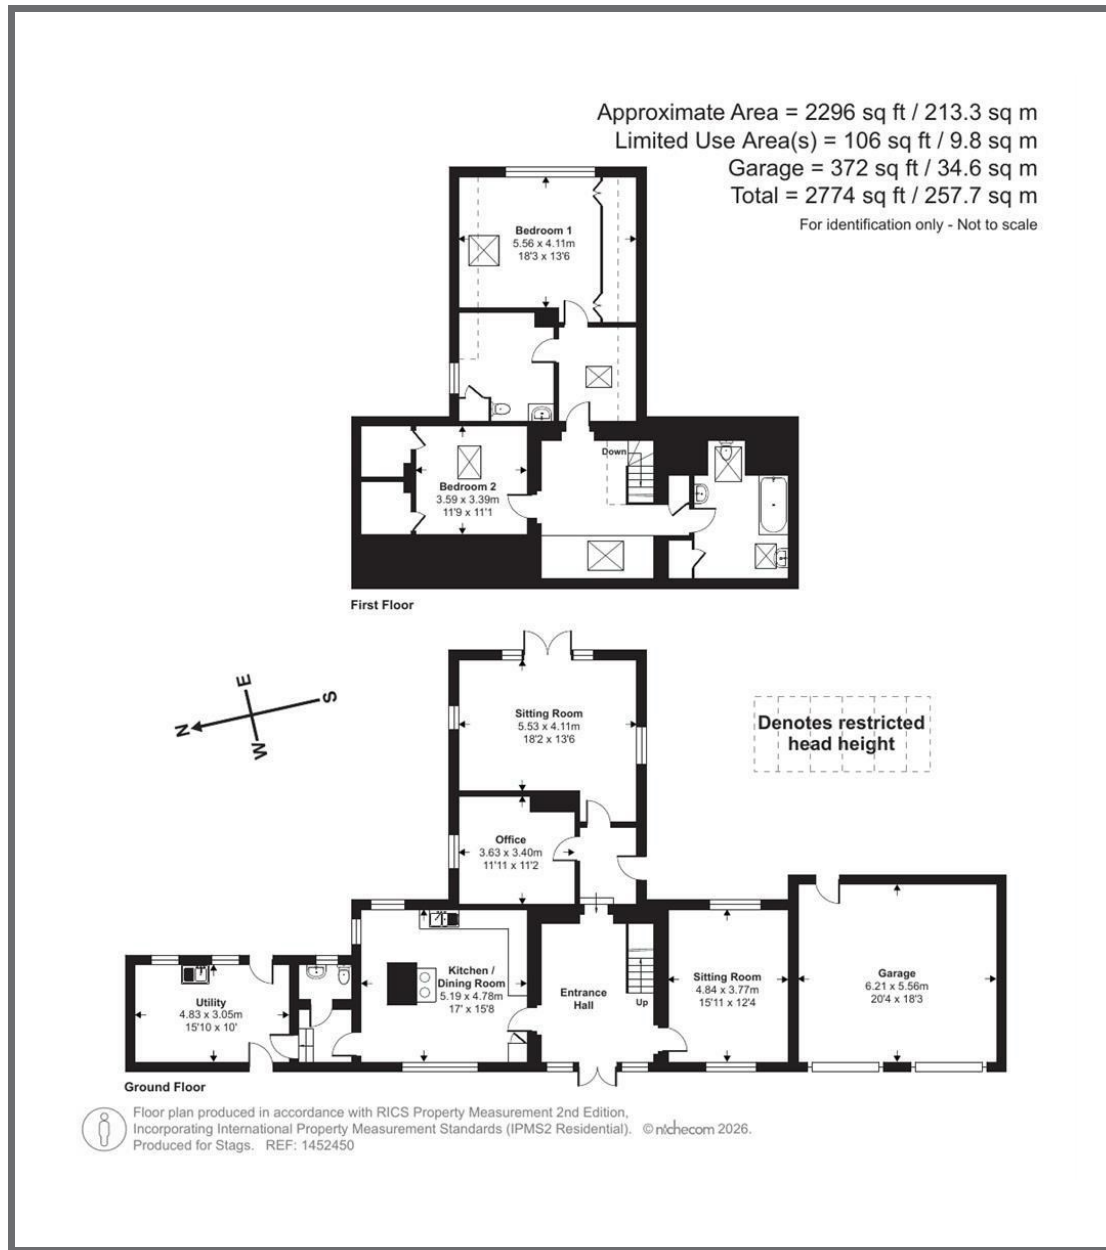 Approximate Area = 2296 sq ft / 213.3 sq m
Limited Use Area(s) = 106 sq ft / 9.8 sq m
Garage = 372 sq ft / 34.6 sq m
Total = 2774 sq ft / 257.7 sq m
For identification only - Not to scale
Bedroom 1
5.56 x 4.11m
18'3 x 13'6
Down
Bedroom 2
3.59 x 3.39m
11'9 x 11'1
First Floor
N
E
S
W
Sitting Room
5.53 x 4.11m
18'2 x 13'6
Denotes restricted
head height
Office
3.63 x 3.40m
11'11 x 11'2
Kitchen /
Dining Room
5.19 x 4.78m
17' x 15'8
Utility
4.83 x 3.05m
15'10 x 10'
Entrance
Hall
Up
Sitting Room
4.84 x 3.77m
15'11 x 12'4
Garage
6.21 x 5.56m
20'4 x 18'3
Ground Floor
Floor plan produced in accordance with RICS Property Measurement 2nd Edition,
Incorporating International Property Measurement Standards (IPMS2 Residential). © nichecom 2026.
Produced for Stags. REF: 1452450